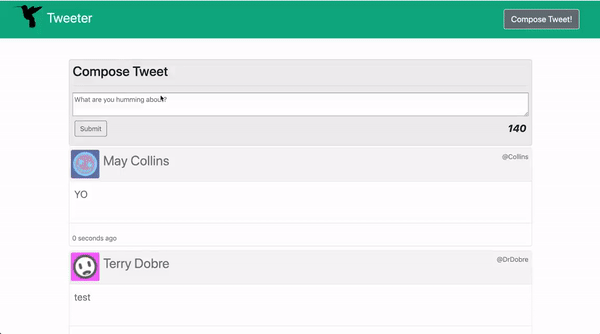 Tweeter
Compose Tweet!
Compose Tweet
What are you humming about?
Submit
140
May Collins
@Collins
YO
0 seconds ago
Terry Dobre
@DrDobre
test